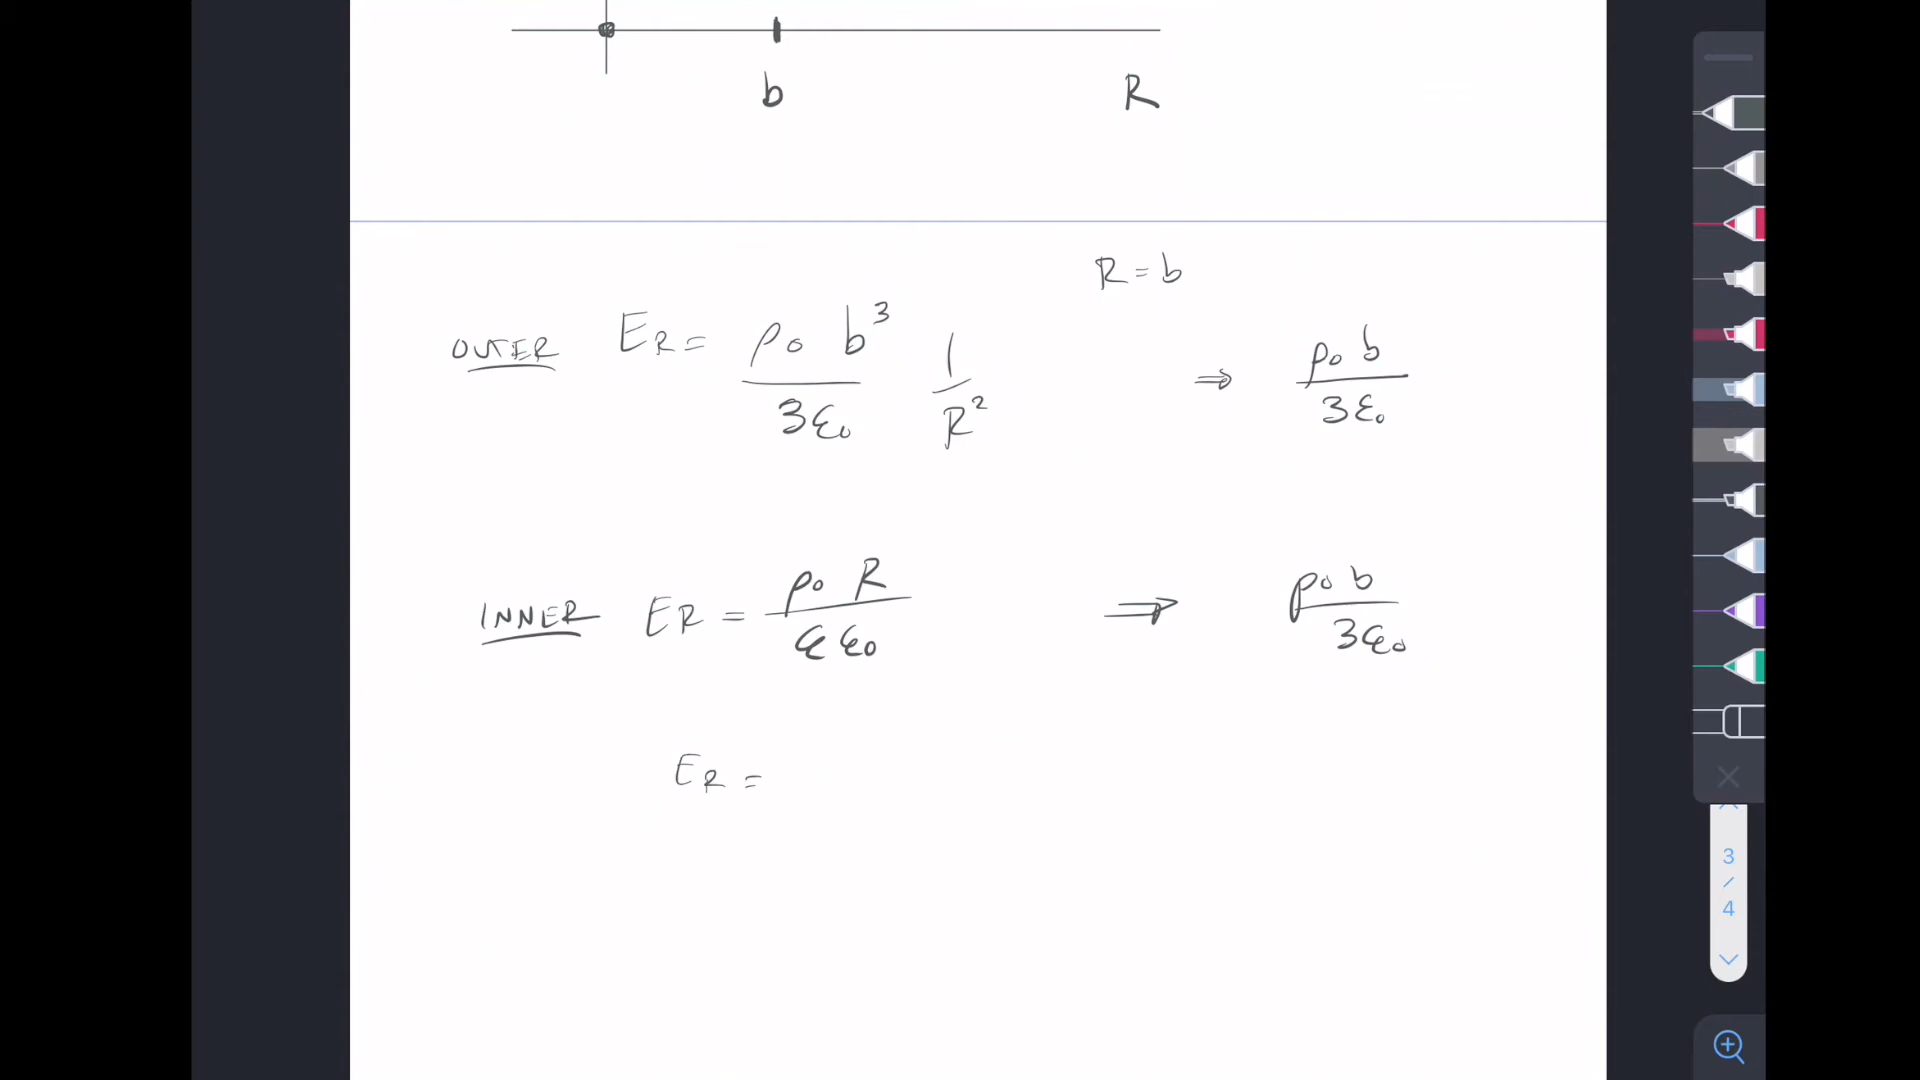 b R
R = b
OUTER E_R = ρ₀ b³ / 3ε₀ 1 / R² ⇒ ρ₀ b / 3ε₀
INNER E_R = ρ₀ R / ε ε₀ ⇒ ρ₀ b / 3ε₀
E_R =
3
/
4